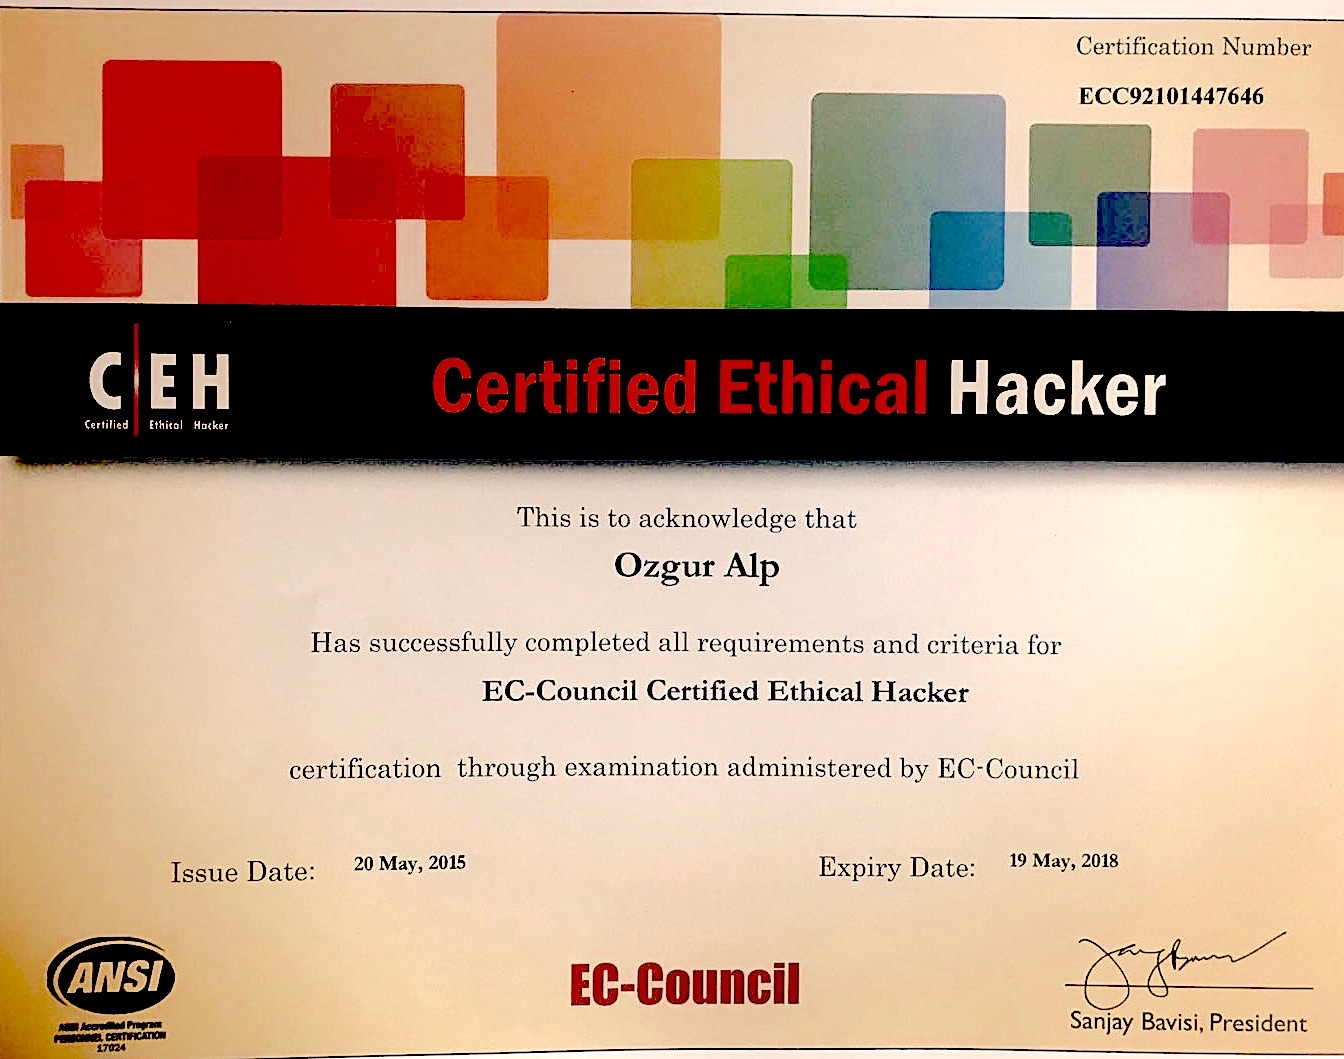 Certification Number
ECC92101447646
C EH
Certified Ethical Hacker
Certified Ethical Hacker
This is to acknowledge that
Ozgur Alp
Has successfully completed all requirements and criteria for
EC-Council Certified Ethical Hacker
certification through examination administered by EC-Council
Issue Date: 20 May, 2015
Expiry Date: 19 May, 2018
ANSI
ANSI Accredited Program
PERSONNEL CERTIFICATION
17024
EC-Council
Sanjay Bavisi, President